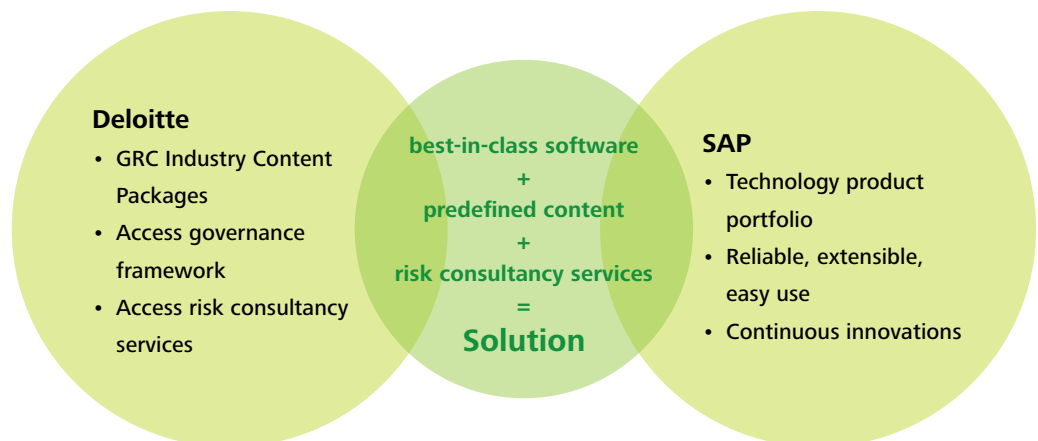 Deloitte
• GRC Industry Content
Packages
• Access governance
framework
• Access risk consultancy
services
best-in-class software
+
predefined content
+
risk consultancy services
=
Solution
SAP
• Technology product
portfolio
• Reliable, extensible,
easy use
• Continuous innovations